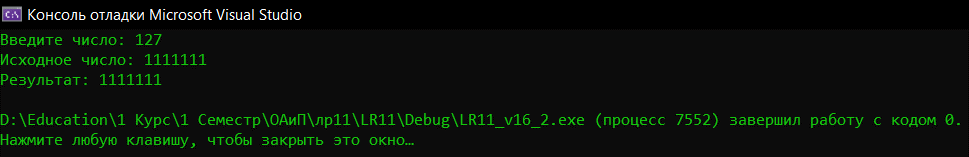 C:\ Консоль отладки Microsoft Visual Studio
Введите число: 127
Исходное число: 1111111
Результат: 1111111
D:\Education\1 Курс\1 Семестр\ОАиП\лр11\LR11\Debug\LR11_v16_2.exe (процесс 7552) завершил работу с кодом 0.
Нажмите любую клавишу, чтобы закрыть это окно…